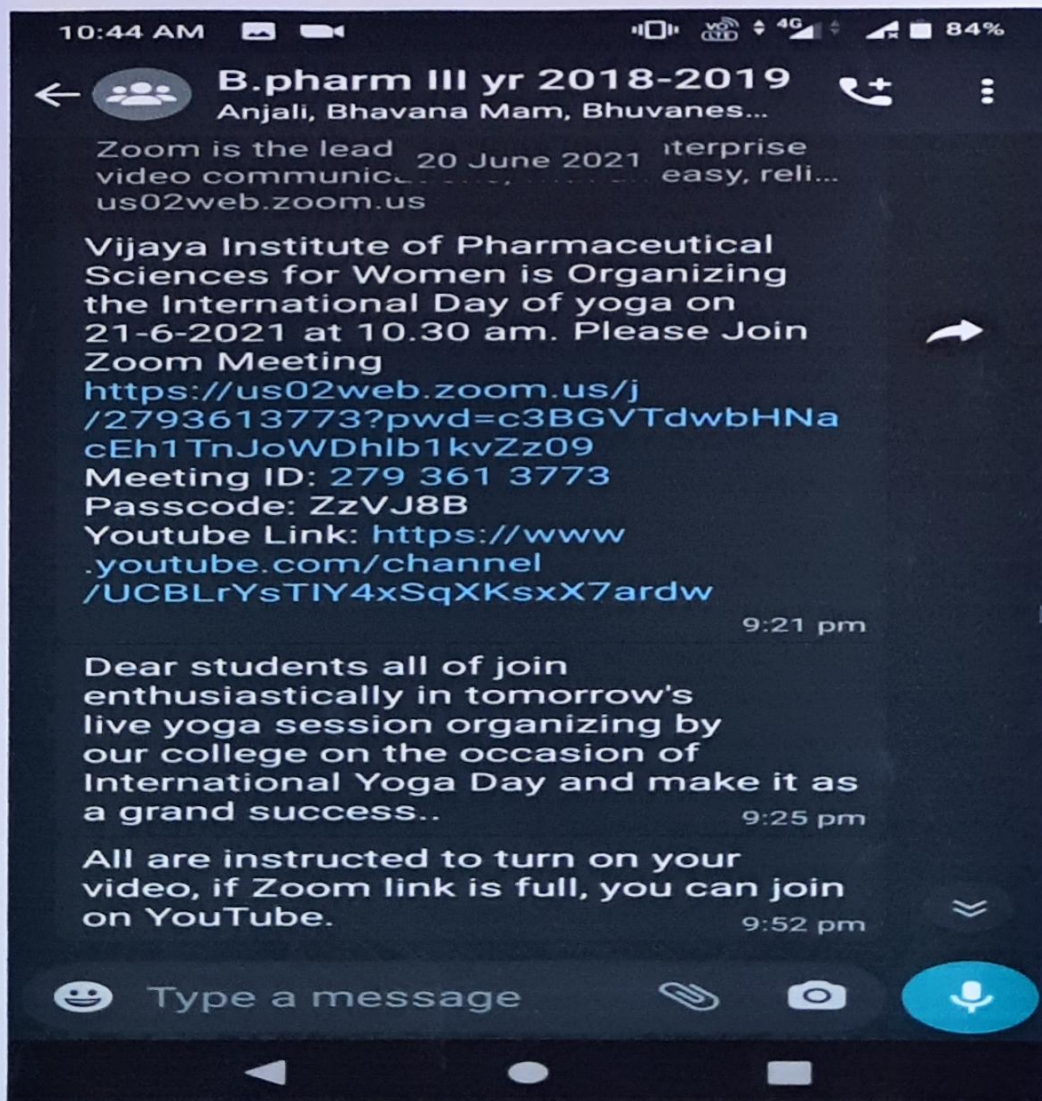 10:44 AM 4G 84%
B.pharm III yr 2018-2019
Anjali, Bhavana Mam, Bhuvanes...
Zoom is the lead
20 June 2021
video easy, reli...
us02web.zoom.us
Vijaya Institute of Pharmaceutical
Sciences for Women is Organizing
the International Day of yoga on
21-6-2021 at 10.30 am. Please Join
Zoom Meeting
https://us02web.zoom.us/j
/2793613773?pwd=c3BGVTdwbHNa
cEh1TnJoWDhlb1kvZz09
Meeting ID: 279 361 3773
Passcode: ZzVJ8B
Youtube Link: https://www
.youtube.com/channel
/UCBLrYsTIY4xSqXKsxX7ardw
9:21 pm
Dear students all of join
enthusiastically in tomorrow's
live yoga session organizing by
our college on the occasion of
International Yoga Day and make it as
a grand success..
9:25 pm
All are instructed to turn on your
video, if Zoom link is full, you can join
on YouTube.
9:52 pm
Type a message